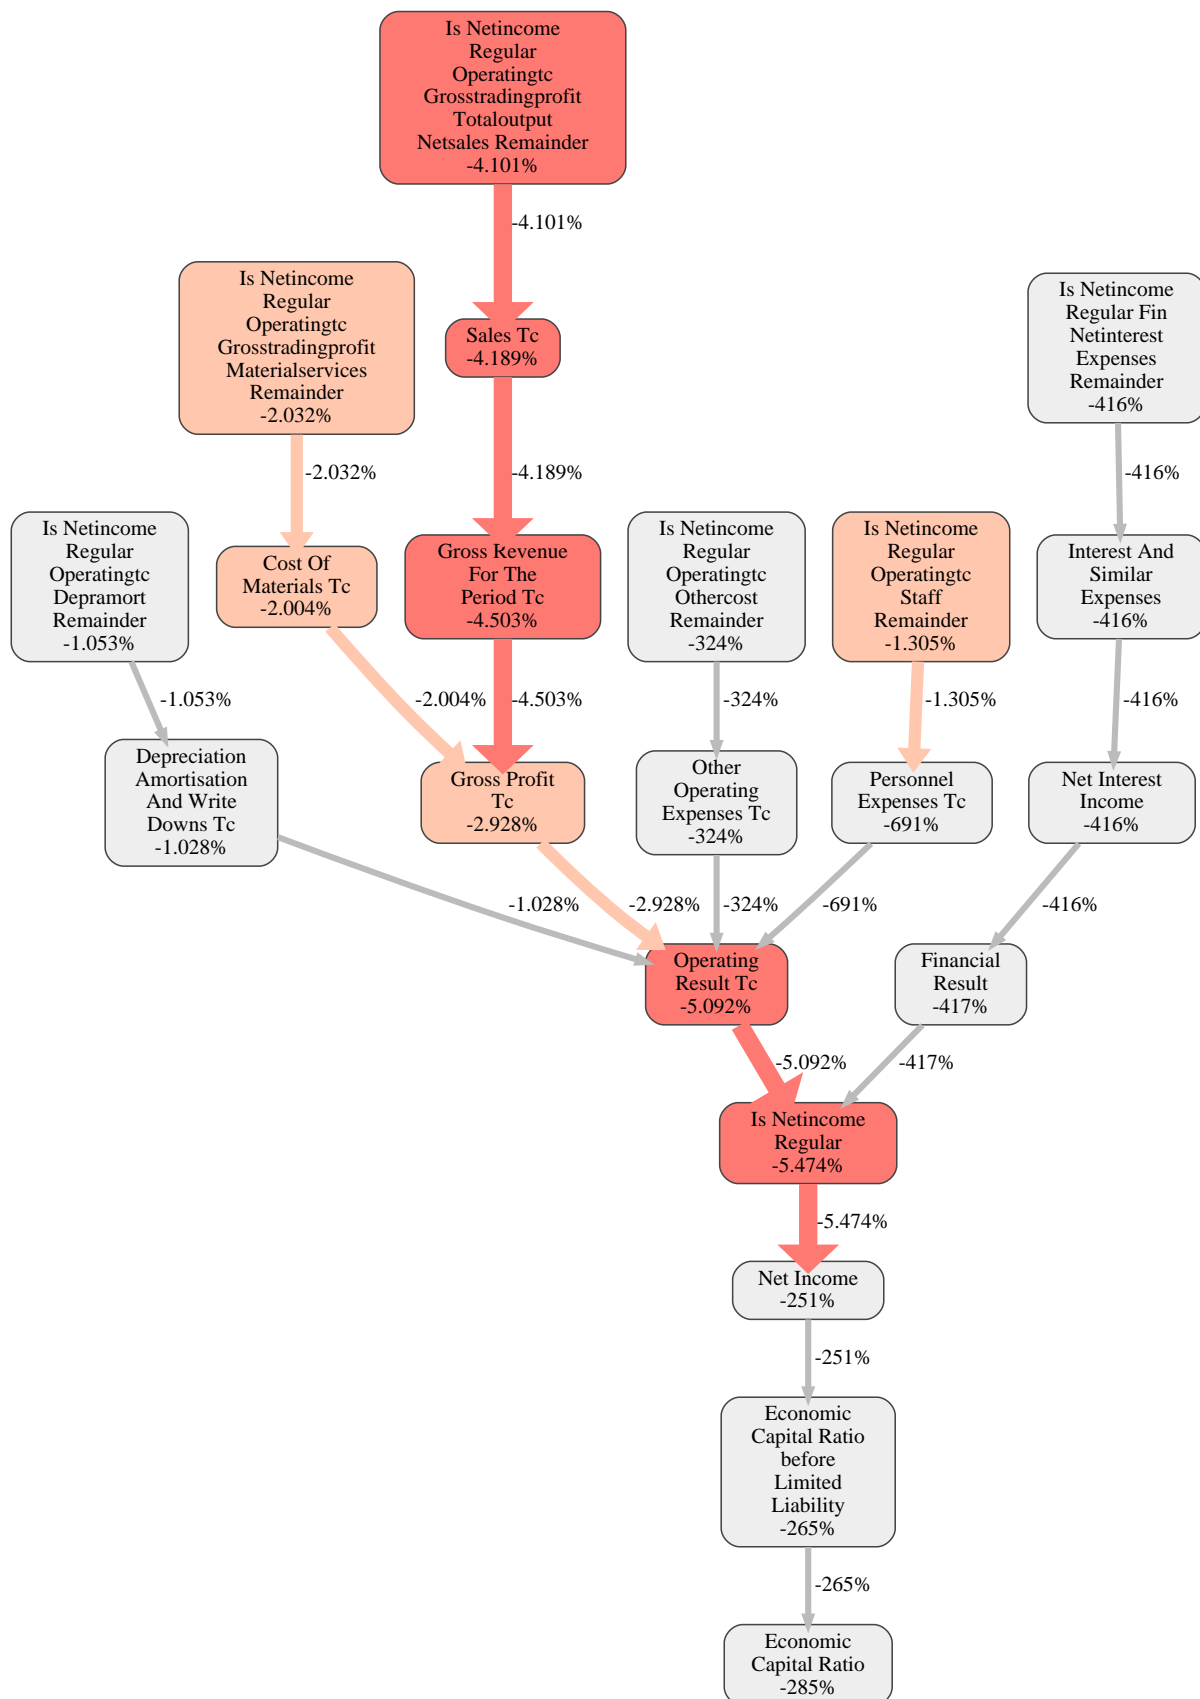 Is Netincome
Regular
Operatingtc
Grosstradingprofit
Totaloutput
Netsales Remainder
-4.101%
-4.101%
Is Netincome
Regular
Operatingtc
Grosstradingprofit
Materialservices
Remainder
-2.032%
Is Netincome
Regular Fin
Netinterest
Expenses
Remainder
-416%
Sales Tc
-4.189%
-2.032%
-4.189%
-416%
Is Netincome
Regular
Operatingtc
Depramort
Remainder
-1.053%
Cost Of
Materials Tc
-2.004%
Gross Revenue
For The
Period Tc
-4.503%
Is Netincome
Regular
Operatingtc
Othercost
Remainder
-324%
Is Netincome
Regular
Operatingtc
Staff
Remainder
-1.305%
Interest And
Similar
Expenses
-416%
-1.053%
-2.004%
-4.503%
-324%
-1.305%
-416%
Depreciation
Amortisation
And Write
Downs Tc
-1.028%
Gross Profit
Tc
-2.928%
Other
Operating
Expenses Tc
-324%
Personnel
Expenses Tc
-691%
Net Interest
Income
-416%
-1.028%
-2.928%
-324%
-691%
-416%
Operating
Result Tc
-5.092%
Financial
Result
-417%
-5.092%
-417%
Is Netincome
Regular
-5.474%
-5.474%
Net Income
-251%
-251%
Economic
Capital Ratio
before
Limited
Liability
-265%
-265%
Economic
Capital Ratio
-285%